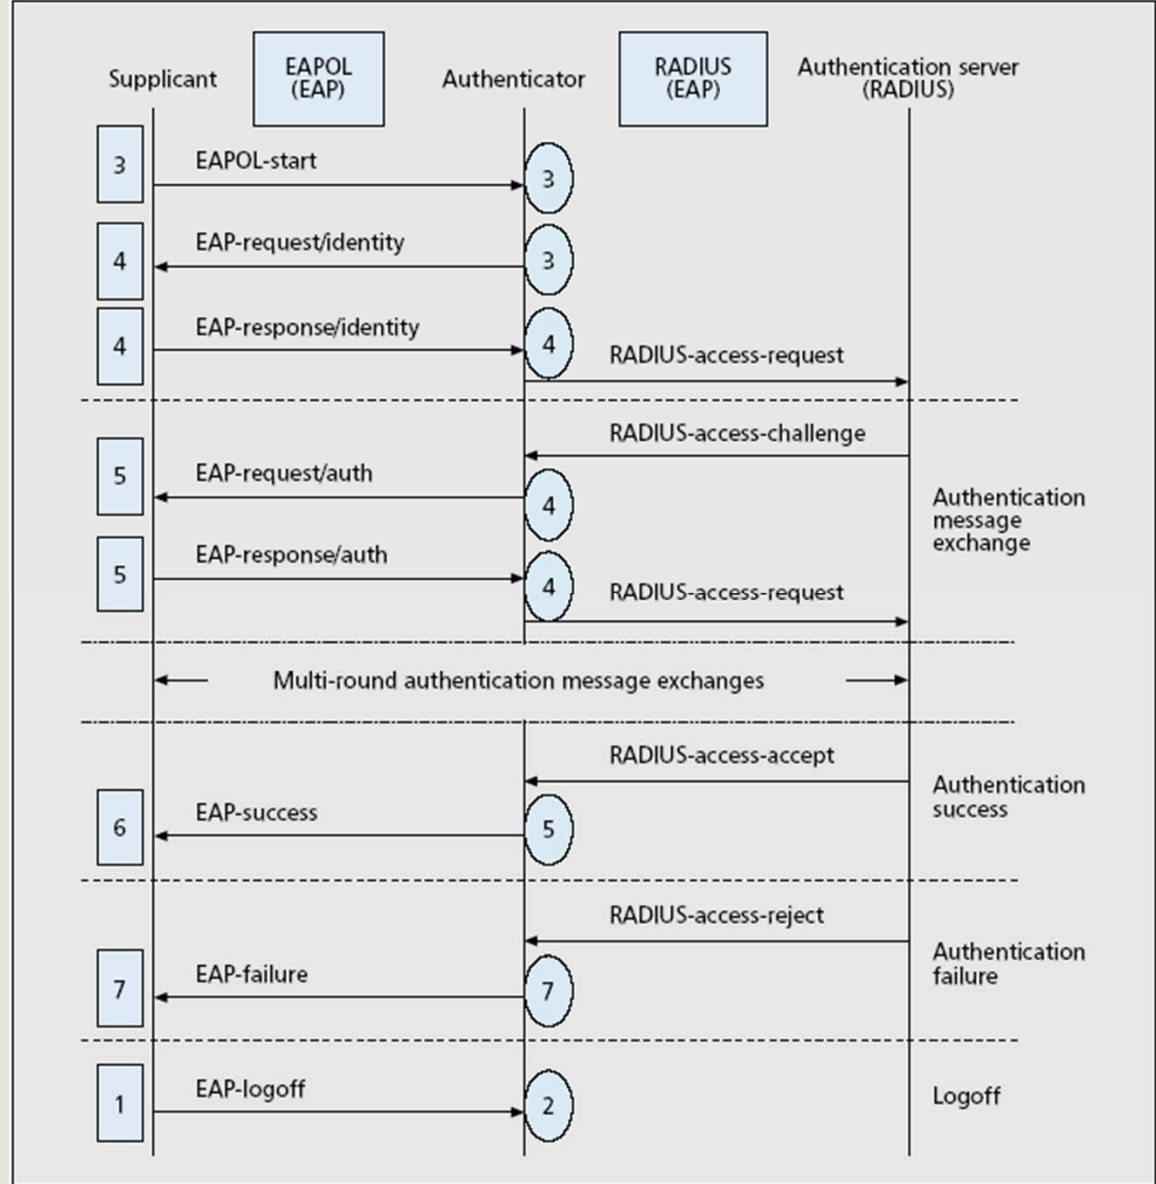 Supplicant
EAPOL
(EAP)
Authenticator
RADIUS
(EAP)
Authentication server
(RADIUS)
3
EAPOL-start
3
4
EAP-request/identity
3
4
EAP-response/identity
4
RADIUS-access-request
RADIUS-access-challenge
5
EAP-request/auth
4
Authentication
message
exchange
5
EAP-response/auth
4
RADIUS-access-request
Multi-round authentication message exchanges
RADIUS-access-accept
Authentication
success
6
EAP-success
5
RADIUS-access-reject
Authentication
failure
7
EAP-failure
7
1
EAP-logoff
2
Logoff